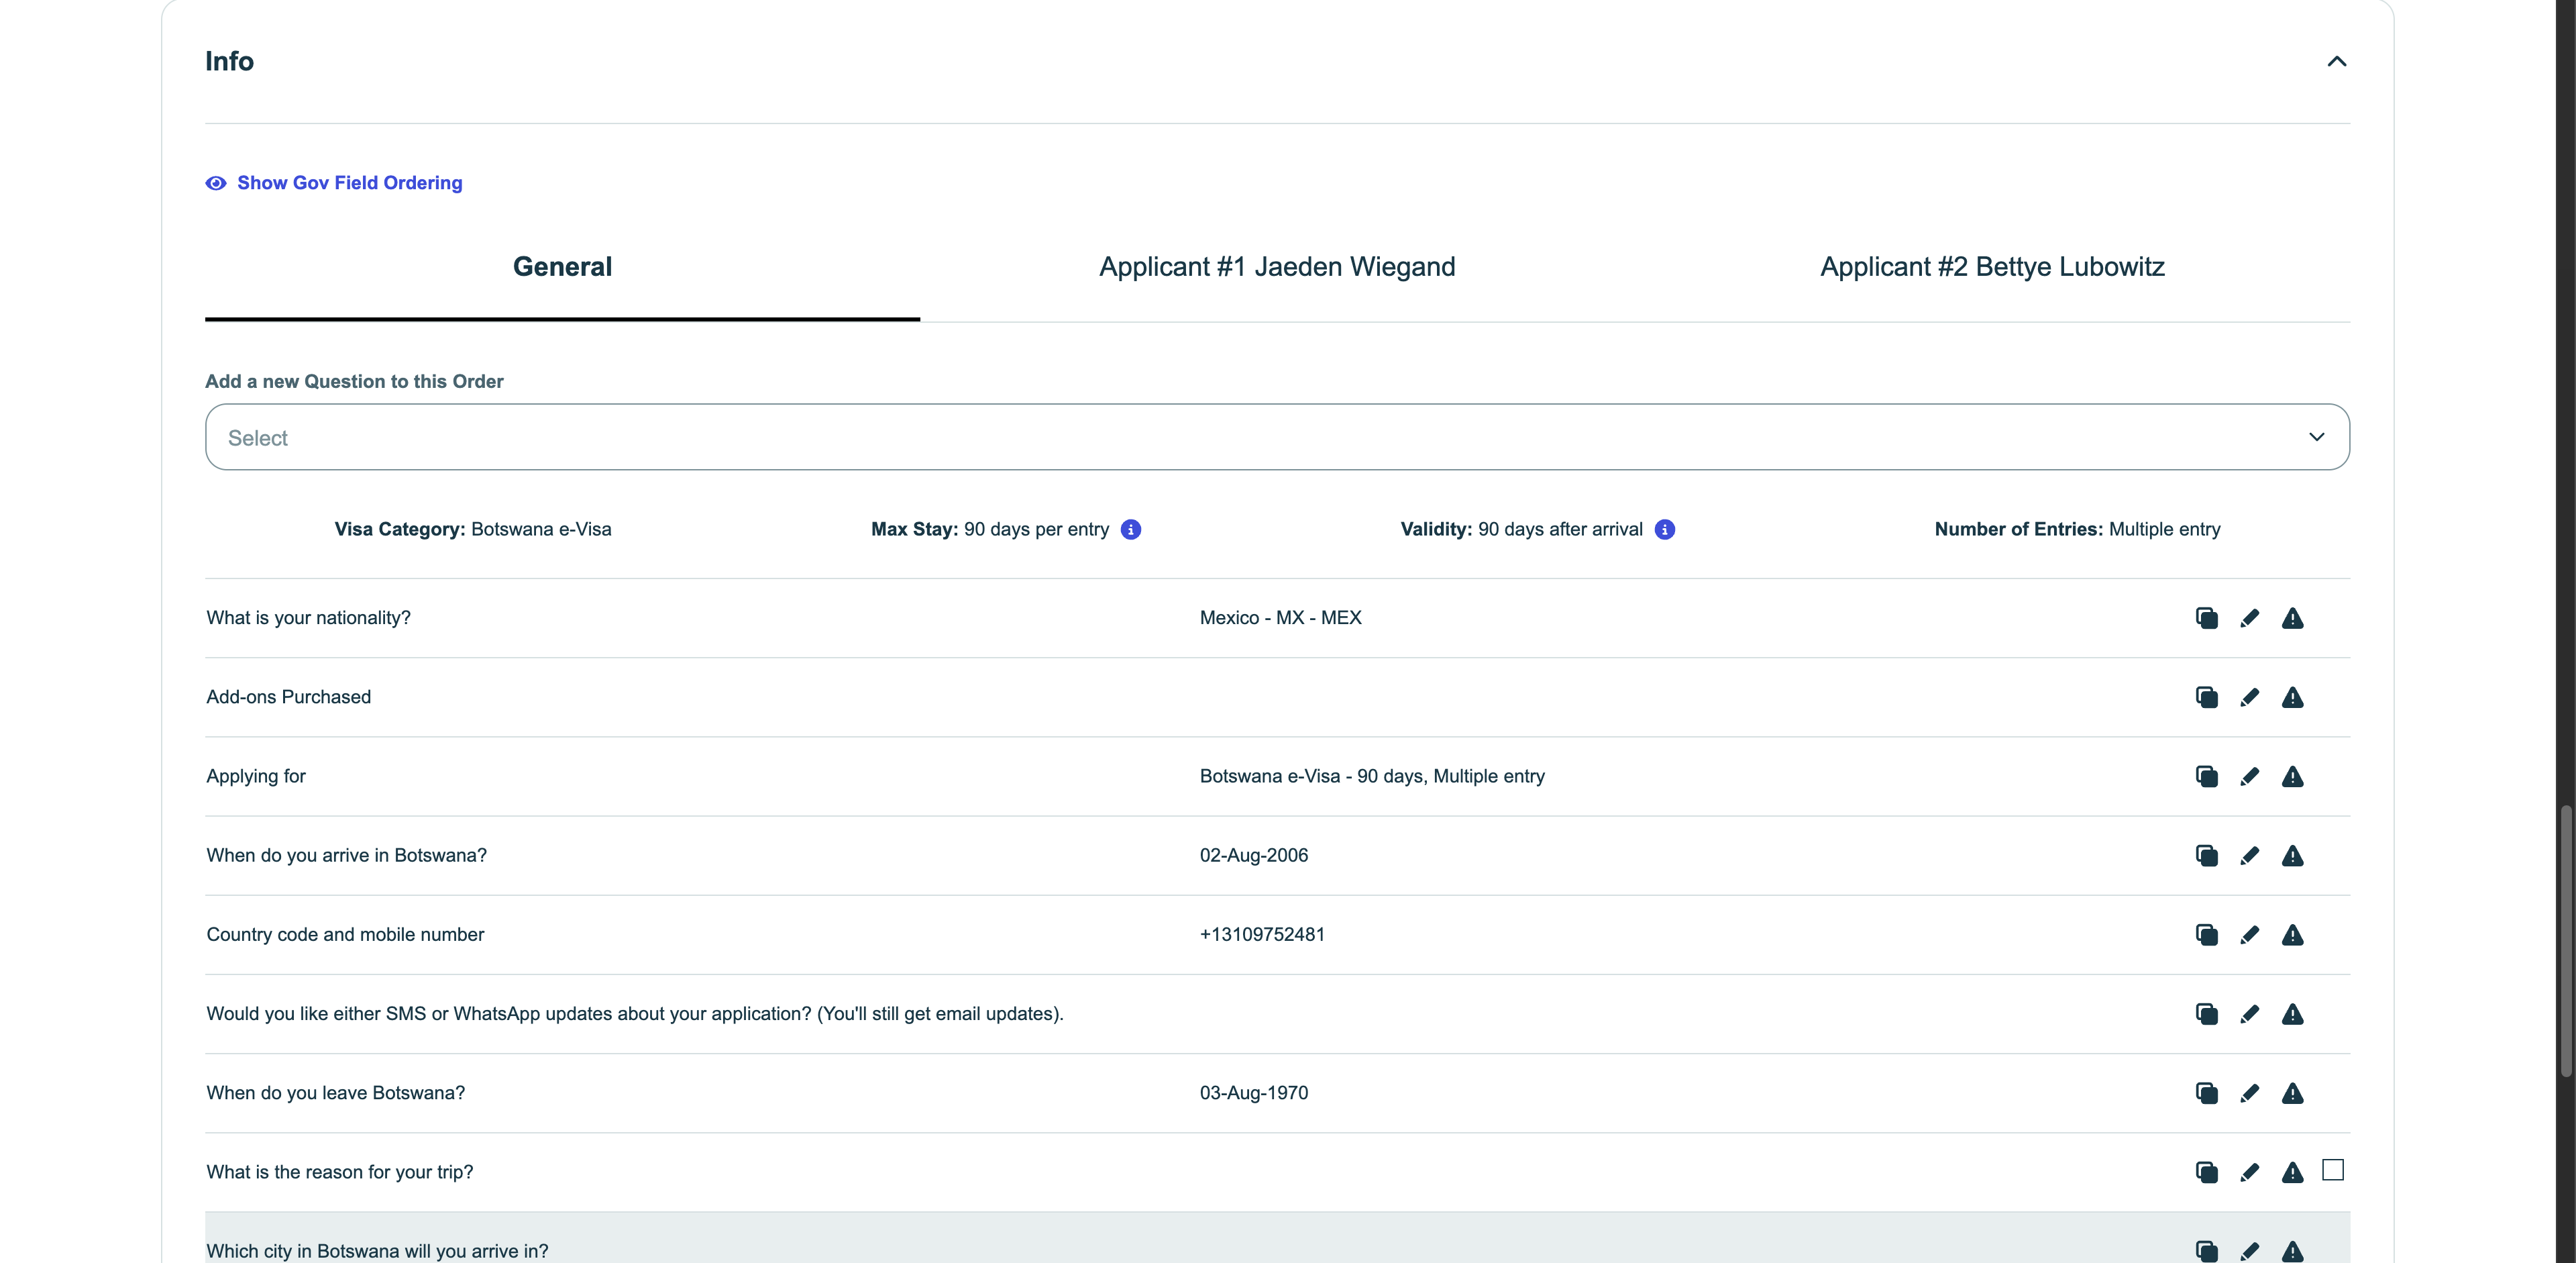 Info
Show Gov Field Ordering
General
Applicant #1 Jaeden Wiegand
Applicant #2 Bettye Lubowitz
Add a new Question to this Order
Select
Visa Category: Botswana e-Visa
Max Stay: 90 days per entry
Validity: 90 days after arrival
Number of Entries: Multiple entry
What is your nationality? Mexico - MX - MEX
Add-ons Purchased
Applying for Botswana e-Visa - 90 days, Multiple entry
When do you arrive in Botswana? 02-Aug-2006
Country code and mobile number +13109752481
Would you like either SMS or WhatsApp updates about your application? (You'll still get email updates).
When do you leave Botswana? 03-Aug-1970
What is the reason for your trip?
Which city in Botswana will you arrive in?